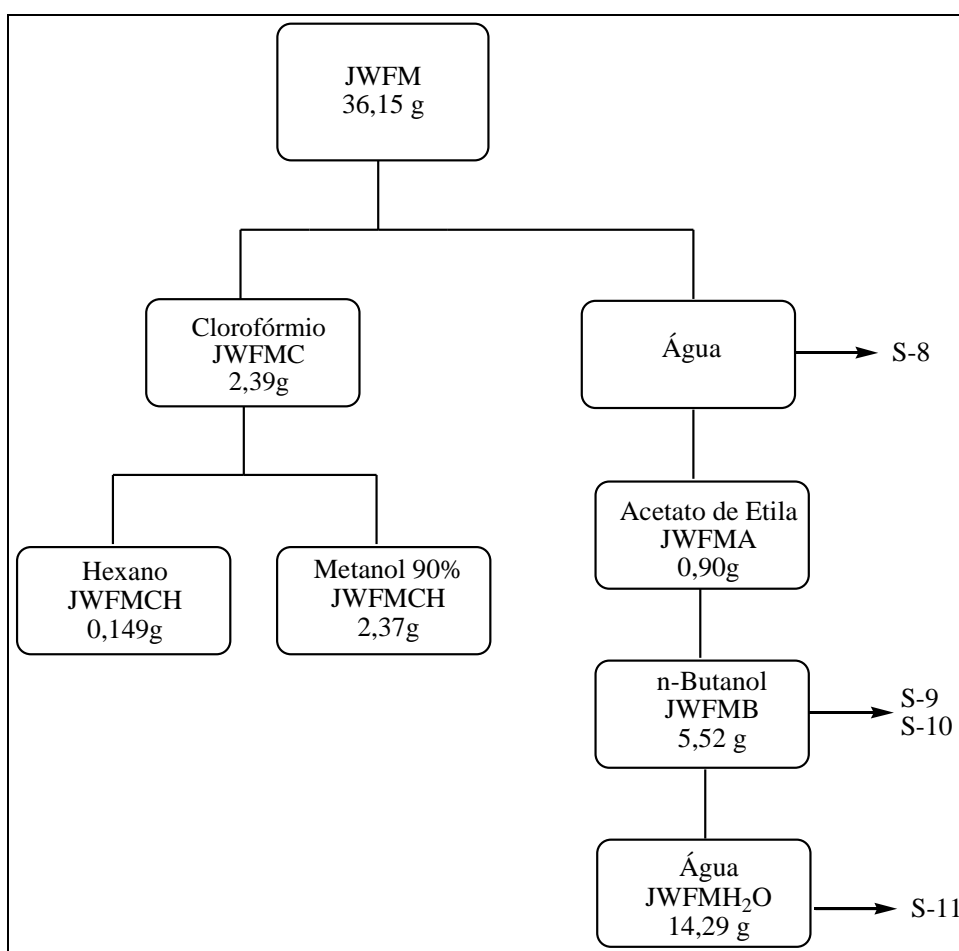 JWFM
36,15 g
Clorofórmio
JWFMC
2,39g
Água
S-8
Acetato de Etila
JWFMA
0,90g
Hexano
JWFMCH
0,149g
Metanol 90%
JWFMCH
2,37g
n-Butanol
JWFMB
5,52 g
S-9
S-10
Água
JWFMH₂O
14,29 g
S-11